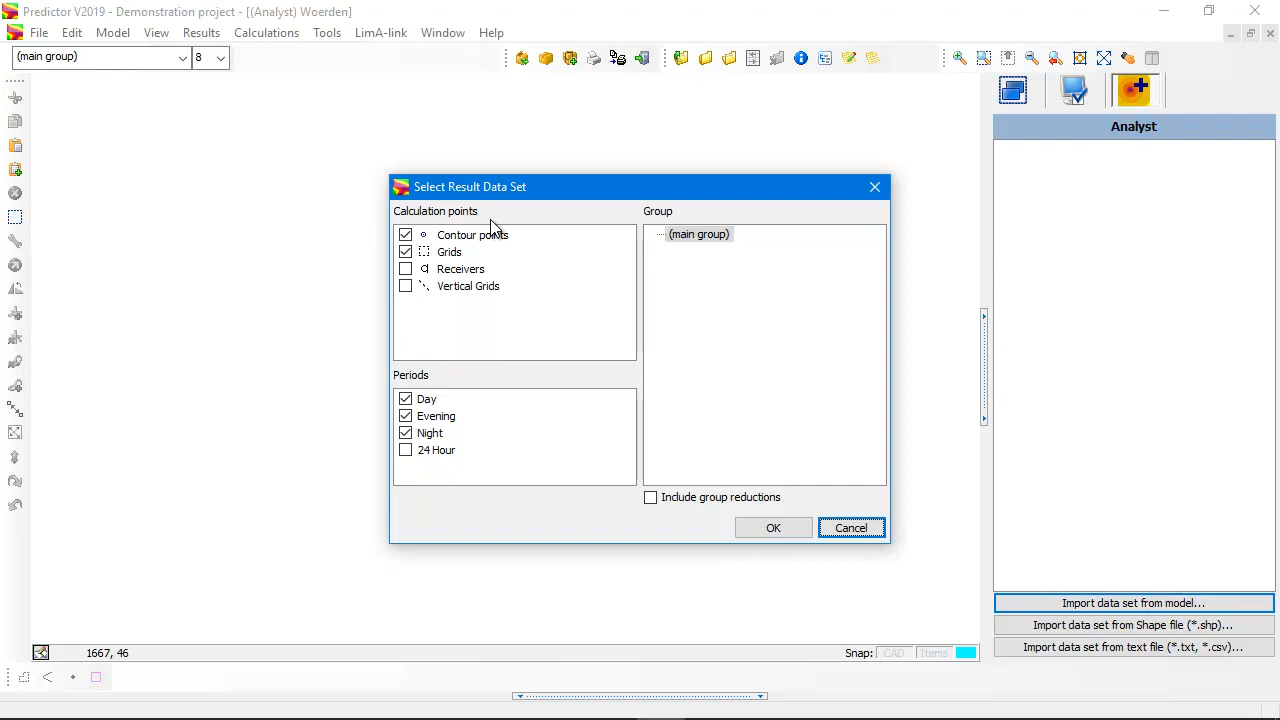 Predictor V2019 - Demonstration project - [(Analyst) Woerden]
File Edit Model View Results Calculations Tools LimA-link Window Help
(main group) 8
Analyst
Select Result Data Set
Calculation points
Contour points
Grids
Receivers
Vertical Grids
Periods
Day
Evening
Night
24 Hour
Group
(main group)
Include group reductions
OK Cancel
Import data set from model...
Import data set from Shape file (*.shp)...
Import data set from text file (*.txt, *.csv)...
1667, 46 Snap: CAD Items